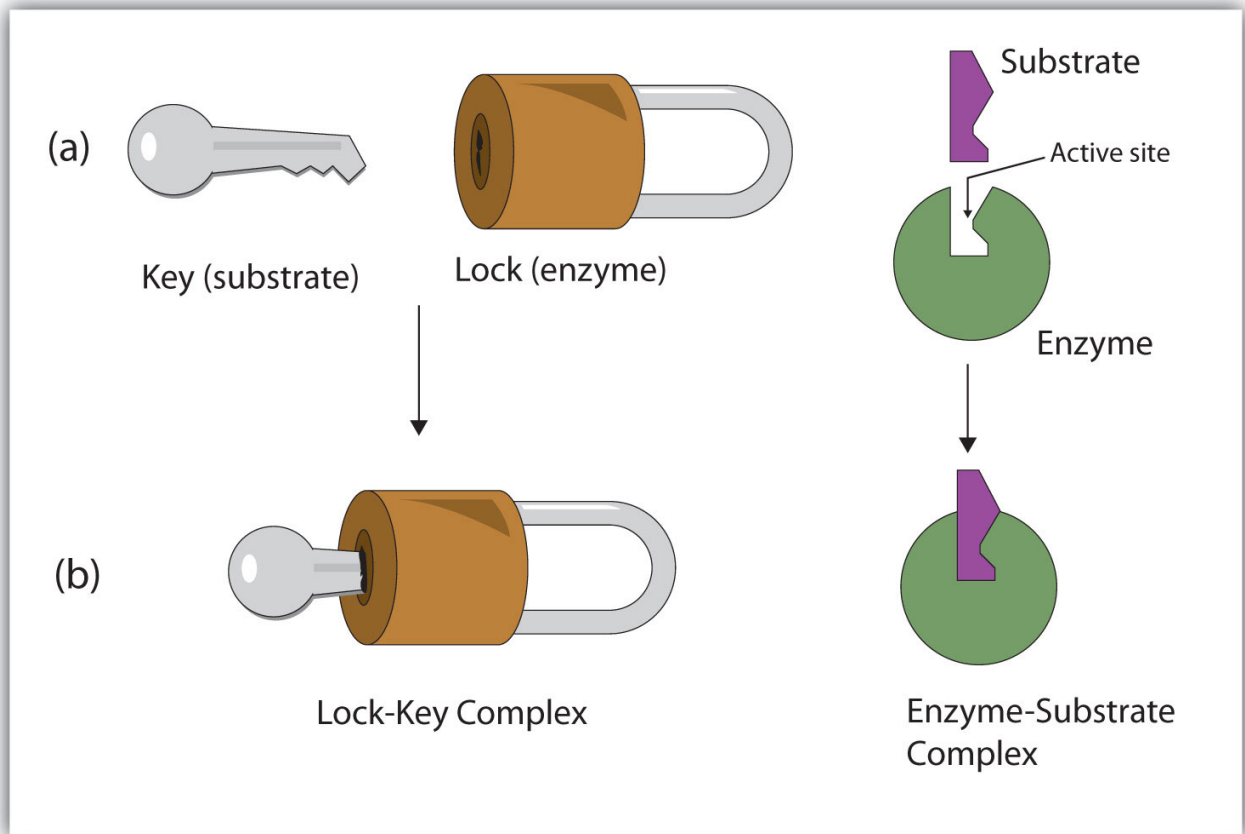 (a)
Key (substrate)
Lock (enzyme)
Substrate
Active site
Enzyme
(b)
Lock-Key Complex
Enzyme-Substrate
Complex